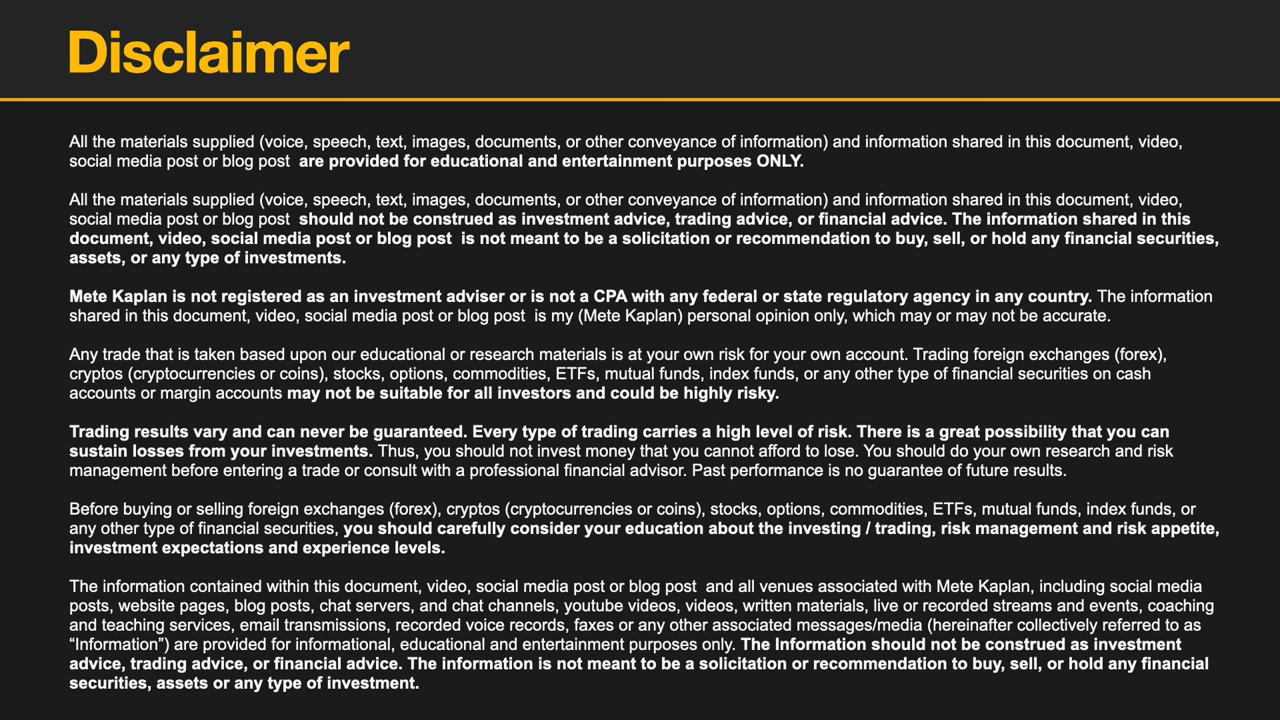 Disclaimer
All the materials supplied (voice, speech, text, images, documents, or other conveyance of information) and information shared in this document, video,
social media post or blog post  are provided for educational and entertainment purposes ONLY.
All the materials supplied (voice, speech, text, images, documents, or other conveyance of information) and information shared in this document, video,
social media post or blog post  should not be construed as investment advice, trading advice, or financial advice. The information shared in this
document, video, social media post or blog post  is not meant to be a solicitation or recommendation to buy, sell, or hold any financial securities,
assets, or any type of investments.
Mete Kaplan is not registered as an investment adviser or is not a CPA with any federal or state regulatory agency in any country. The information
shared in this document, video, social media post or blog post  is my (Mete Kaplan) personal opinion only, which may or may not be accurate.
Any trade that is taken based upon our educational or research materials is at your own risk for your own account. Trading foreign exchanges (forex),
cryptos (cryptocurrencies or coins), stocks, options, commodities, ETFs, mutual funds, index funds, or any other type of financial securities on cash
accounts or margin accounts may not be suitable for all investors and could be highly risky.
Trading results vary and can never be guaranteed. Every type of trading carries a high level of risk. There is a great possibility that you can
sustain losses from your investments. Thus, you should not invest money that you cannot afford to lose. You should do your own research and risk
management before entering a trade or consult with a professional financial advisor. Past performance is no guarantee of future results.
Before buying or selling foreign exchanges (forex), cryptos (cryptocurrencies or coins), stocks, options, commodities, ETFs, mutual funds, index funds, or
any other type of financial securities, you should carefully consider your education about the investing / trading, risk management and risk appetite,
investment expectations and experience levels.
The information contained within this document, video, social media post or blog post  and all venues associated with Mete Kaplan, including social media
posts, website pages, blog posts, chat servers, and chat channels, youtube videos, videos, written materials, live or recorded streams and events, coaching
and teaching services, email transmissions, recorded voice records, faxes or any other associated messages/media (hereinafter collectively referred to as
“Information”) are provided for informational, educational and entertainment purposes only. The Information should not be construed as investment
advice, trading advice, or financial advice. The information is not meant to be a solicitation or recommendation to buy, sell, or hold any financial
securities, assets or any type of investment.